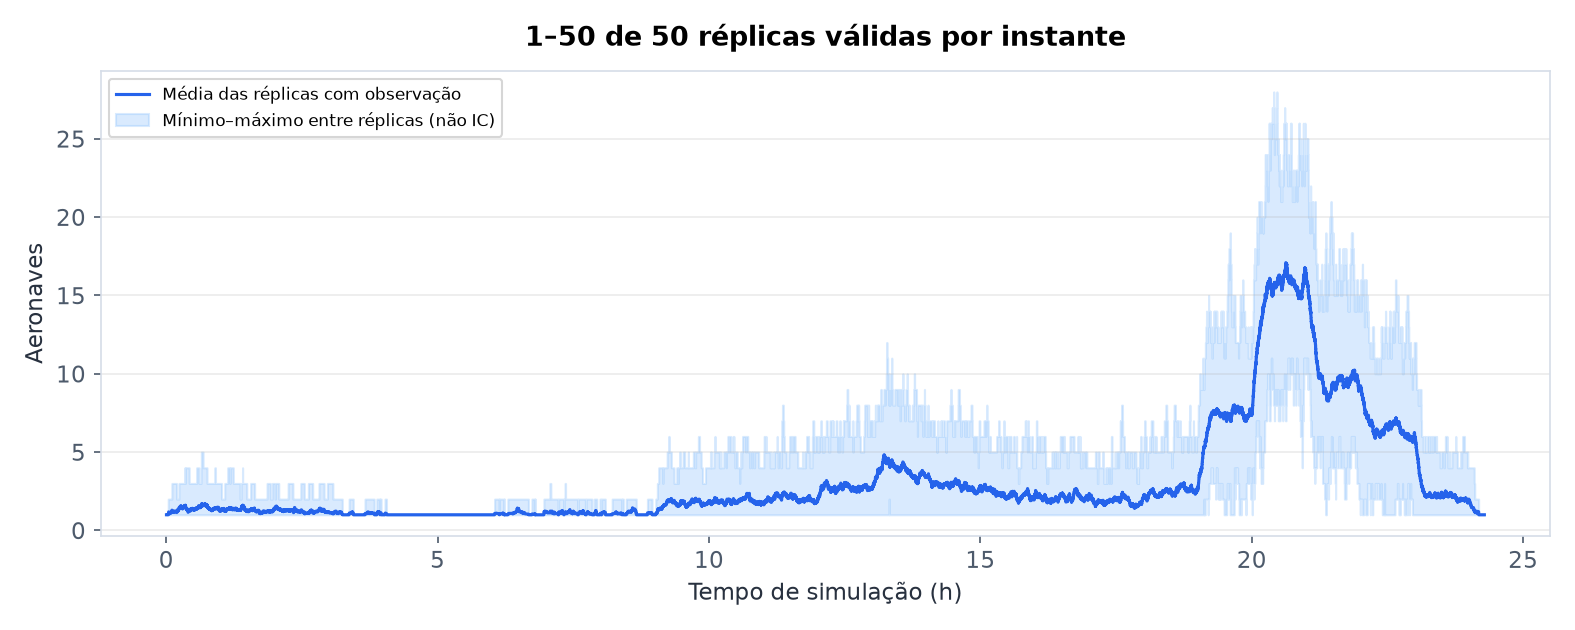 1–50 de 50 réplicas válidas por instante
Média das réplicas com observação
Mínimo–máximo entre réplicas (não IC)
Aeronaves
25
20
15
10
5
0
0 5 10 15 20 25
Tempo de simulação (h)